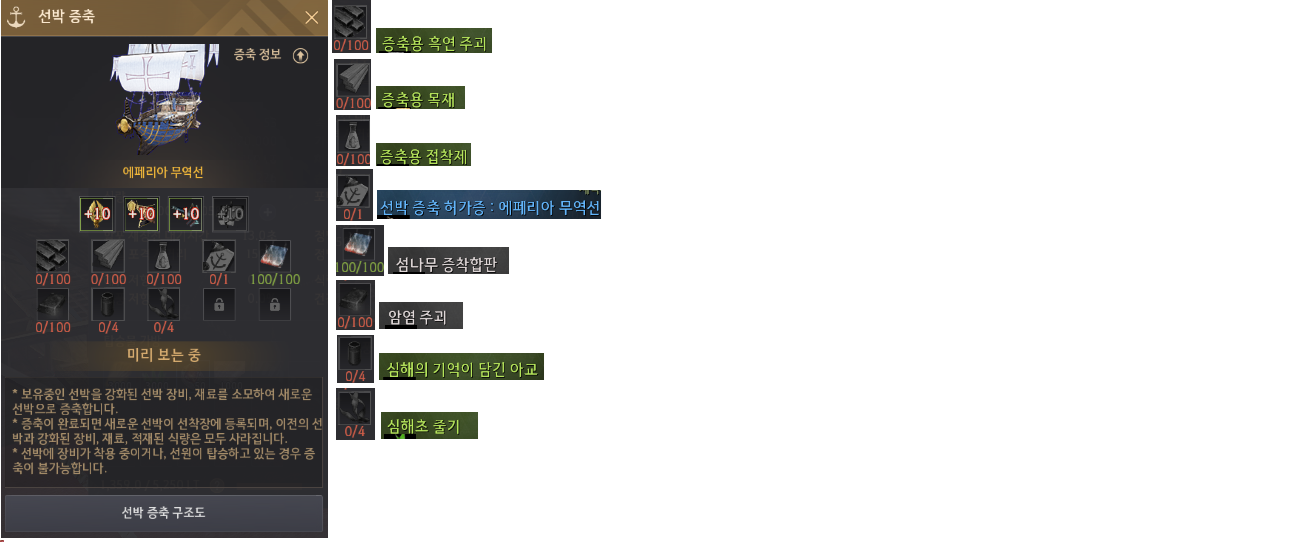 선박 증축
증축 정보
에페리아 무역선
+10 +10 +10 +10
0/100 0/100 0/100 0/1 100/100
0/100 0/4 0/4
미리 보는 중
* 보유중인 선박을 강화된 선박 장비, 재료를 소모하여 새로운
선박으로 증축합니다.
* 증축이 완료되면 새로운 선박이 선착장에 등록되며, 이전의 선
박과 강화된 장비, 재료, 적재된 식량은 모두 사라집니다.
* 선박에 장비가 착용 중이거나, 선원이 탑승하고 있는 경우 증
축이 불가능합니다.
선박 증축 구조도
0/100 증축용 흑연 주괴
0/100 증축용 목재
0/100 증축용 접착제
0/1 선박 증축 허가증 : 에페리아 무역선
100/100 섬나무 증착합판
0/100 암염 주괴
0/4 심해의 기억이 담긴 아교
0/4 심해초 줄기